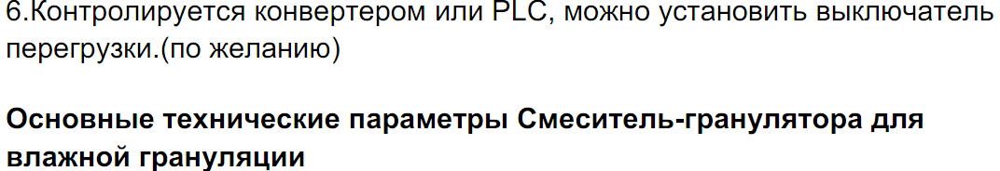 6.Контролируется конвертером или PLC, можно установить выключатель
перегрузки.(по желанию)
Основные технические параметры Смеситель-гранулятора для
влажной грануляции